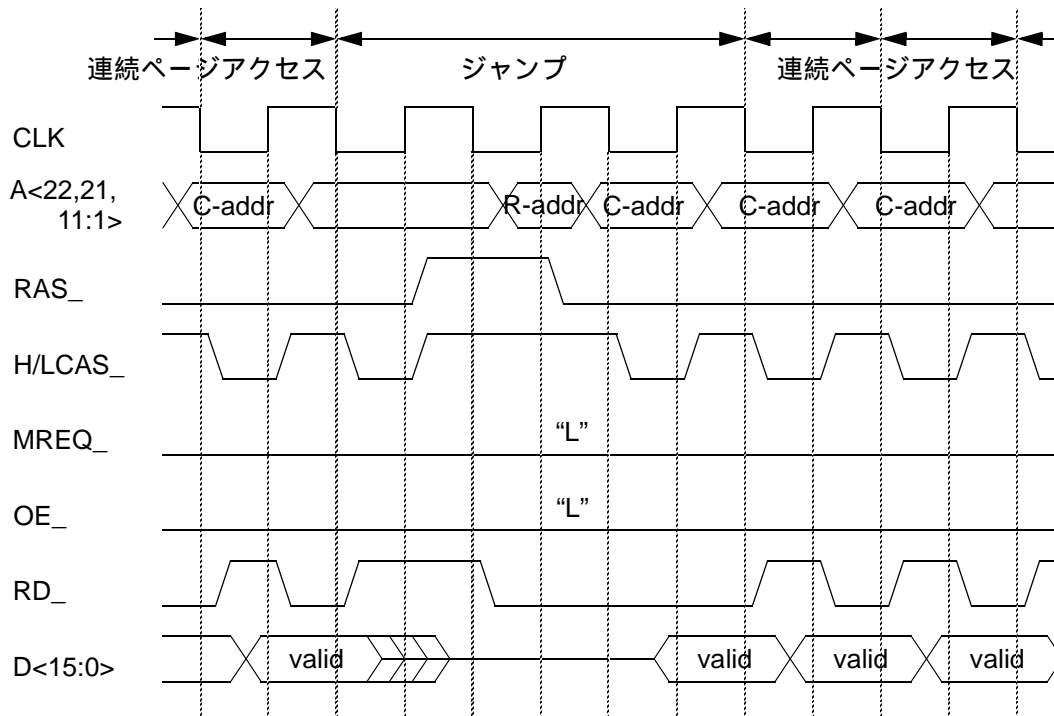 連続ページアクセス ジャンプ 連続ページアクセス
CLK
A<22,21,
11:1>
C-addr R-addr C-addr C-addr C-addr
RAS_
H/LCAS_
MREQ_ “L”
OE_ “L”
RD_
D<15:0> valid valid valid valid